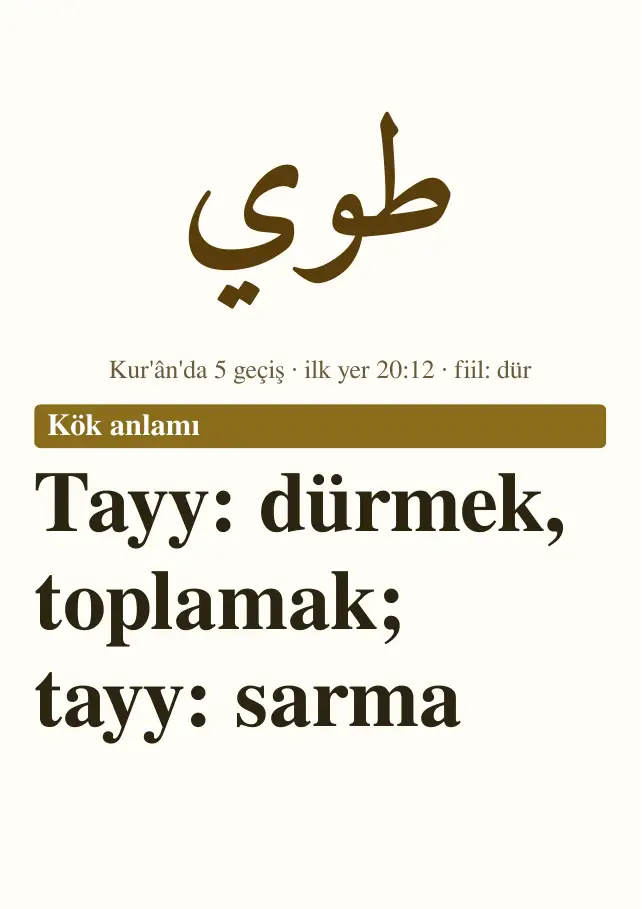 طوي
Kur'ân'da 5 geçiş · ilk yer 20:12 · fiil: dür
Kök anlamı
Tayy: dürmek,
toplamak;
tayy: sarma